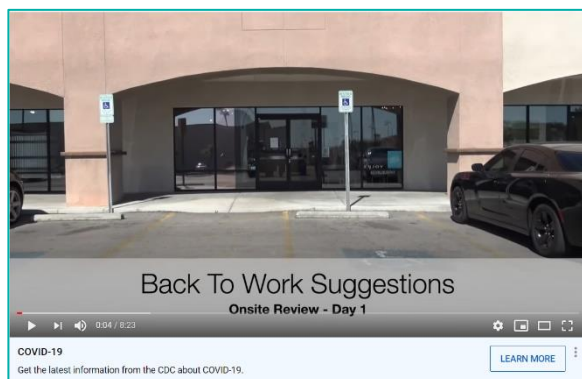 Back To Work Suggestions
Onsite Review - Day 1
0:04 / 8:23
COVID-19
LEARN MORE
Get the latest information from the CDC about COVID-19.